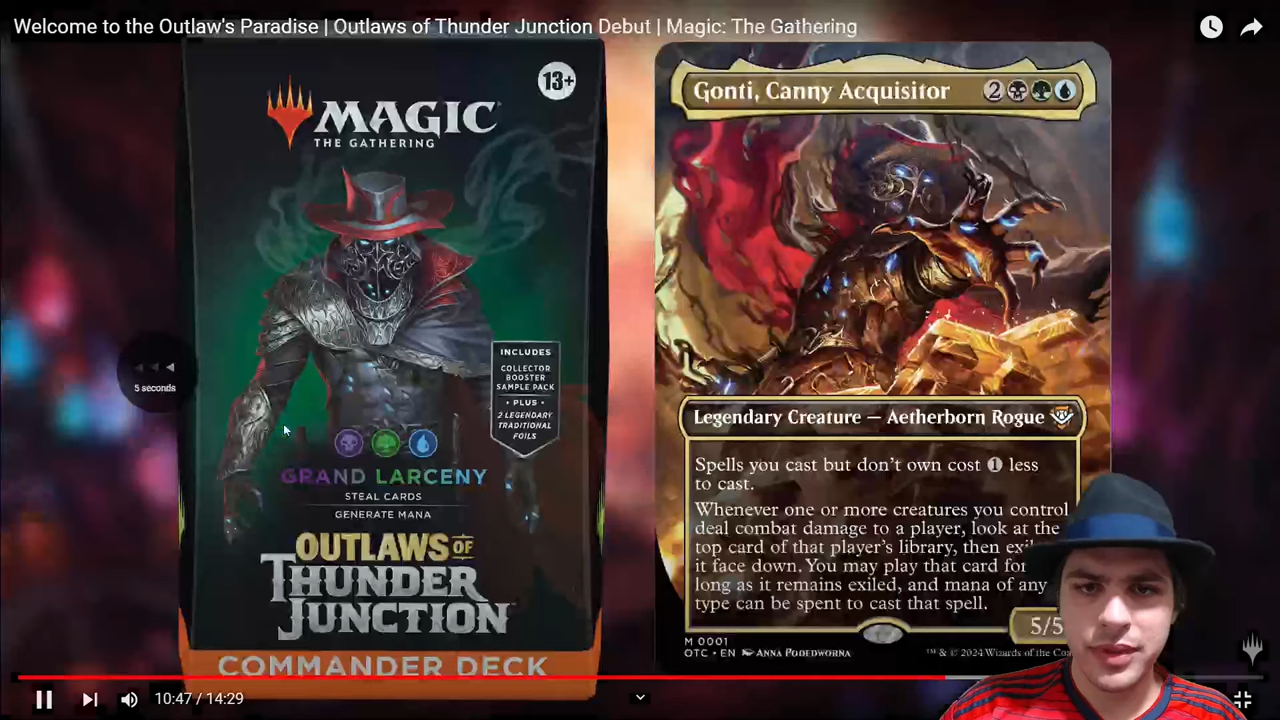 Welcome to the Outlaw's Paradise | Outlaws of Thunder Junction Debut | Magic: The Gathering
13+
MAGIC
THE GATHERING
INCLUDES
COLLECTOR
BOOSTER
SAMPLE PACK
• PLUS •
2 LEGENDARY
TRADITIONAL
FOILS
GRAND LARCENY
STEAL CARDS
GENERATE MANA
OUTLAWS OF
THUNDER
JUNCTION
COMMANDER DECK
5 seconds
Gonti, Canny Acquisitor 2
Legendary Creature — Aetherborn Rogue
Spells you cast but don't own cost 1 less
to cast.
Whenever one or more creatures you control
deal combat damage to a player, look at the
top card of that player's library, then exi
it face down. You may play that card for
long as it remains exiled, and mana of any
type can be spent to cast that spell.
5/5
M 0001
OTC • EN ANNA PODEDWORNA
™ & © 2024 Wizards of the Coa
10:47 / 14:29